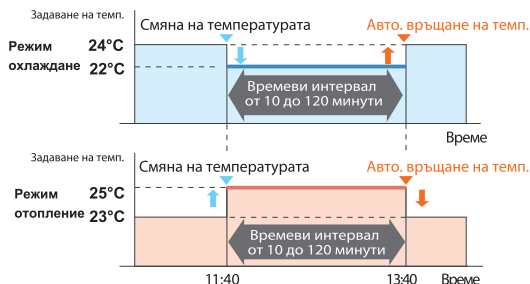 Задаване на темп.
Смяна на температурата Авто. връщане на темп.
Режим охлаждане
24°C
22°C
Времеви интервал
от 10 до 120 минути
Време
Задаване на темп.
Смяна на температурата Авто. връщане на темп.
Режим отопление
25°C
23°C
Времеви интервал
от 10 до 120 минути
11:40 13:40 Време